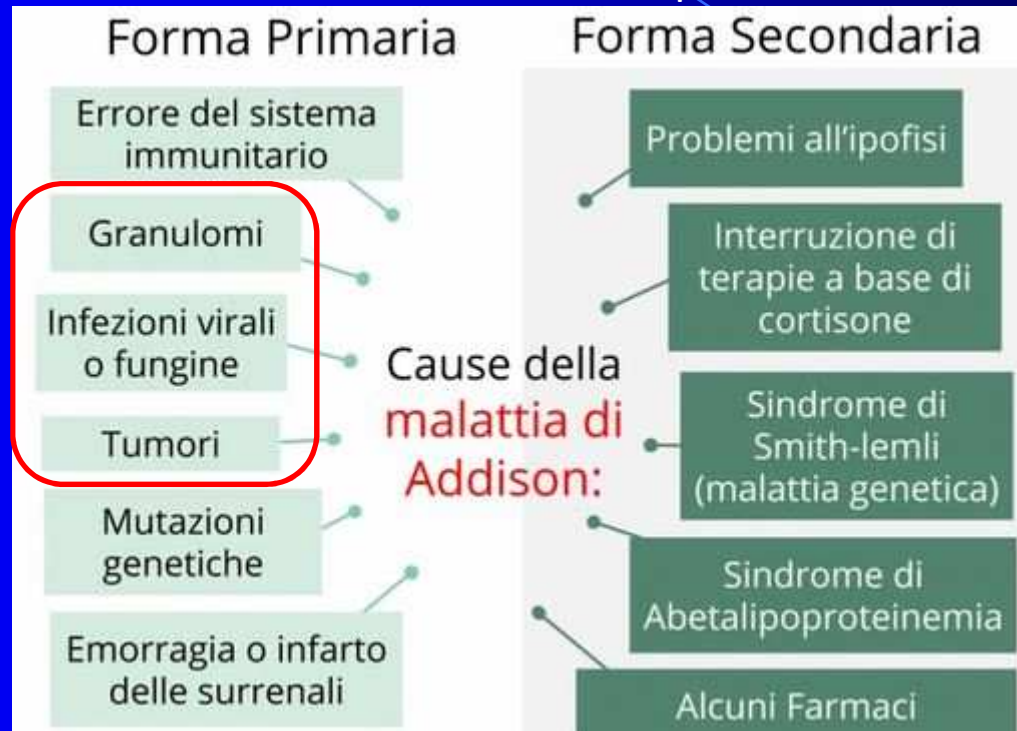 Forma Primaria
Errore del sistema
immunitario
Granulomi
Infezioni virali
o fungine
Tumori
Mutazioni
genetiche
Emorragia o infarto
delle surrenali
Cause della
malattia di
Addison:
Forma Secondaria
Problemi all'ipofisi
Interruzione di
terapie a base di
cortisone
Sindrome di
Smith-lemli
(malattia genetica)
Sindrome di
Abetalipoproteinemia
Alcuni Farmaci